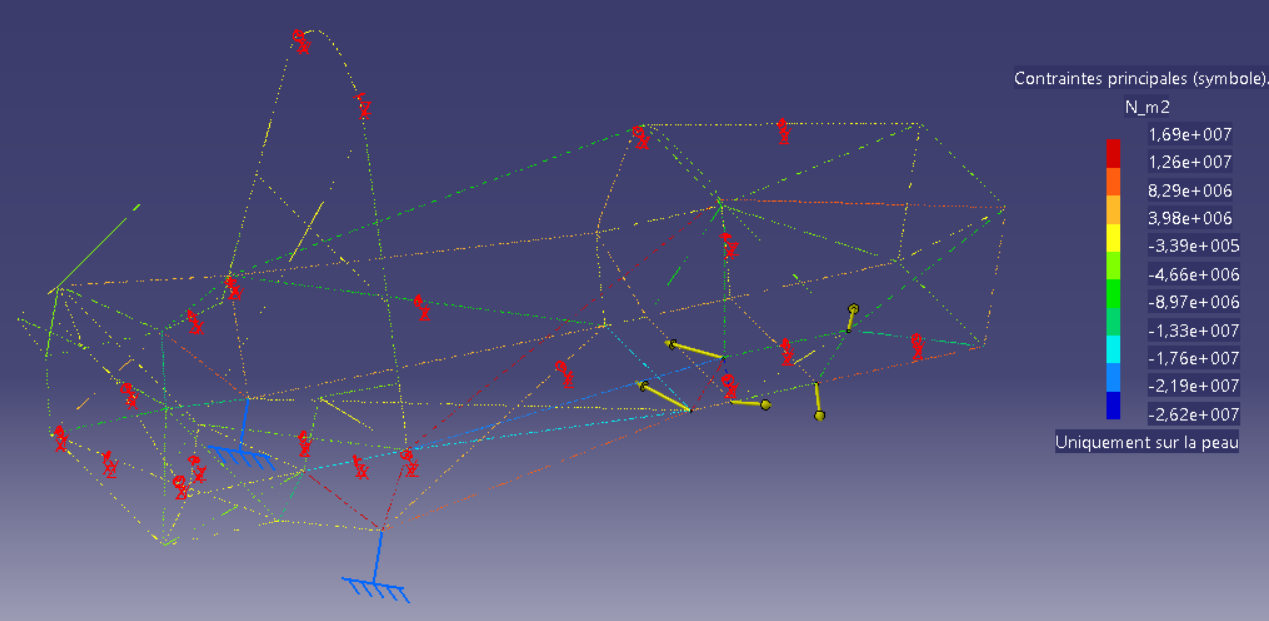 Contraintes principales (symbole).
N_m2
1,69e+007
1,26e+007
8,29e+006
3,98e+006
-3,39e+005
-4,66e+006
-8,97e+006
-1,33e+007
-1,76e+007
-2,19e+007
-2,62e+007
Uniquement sur la peau